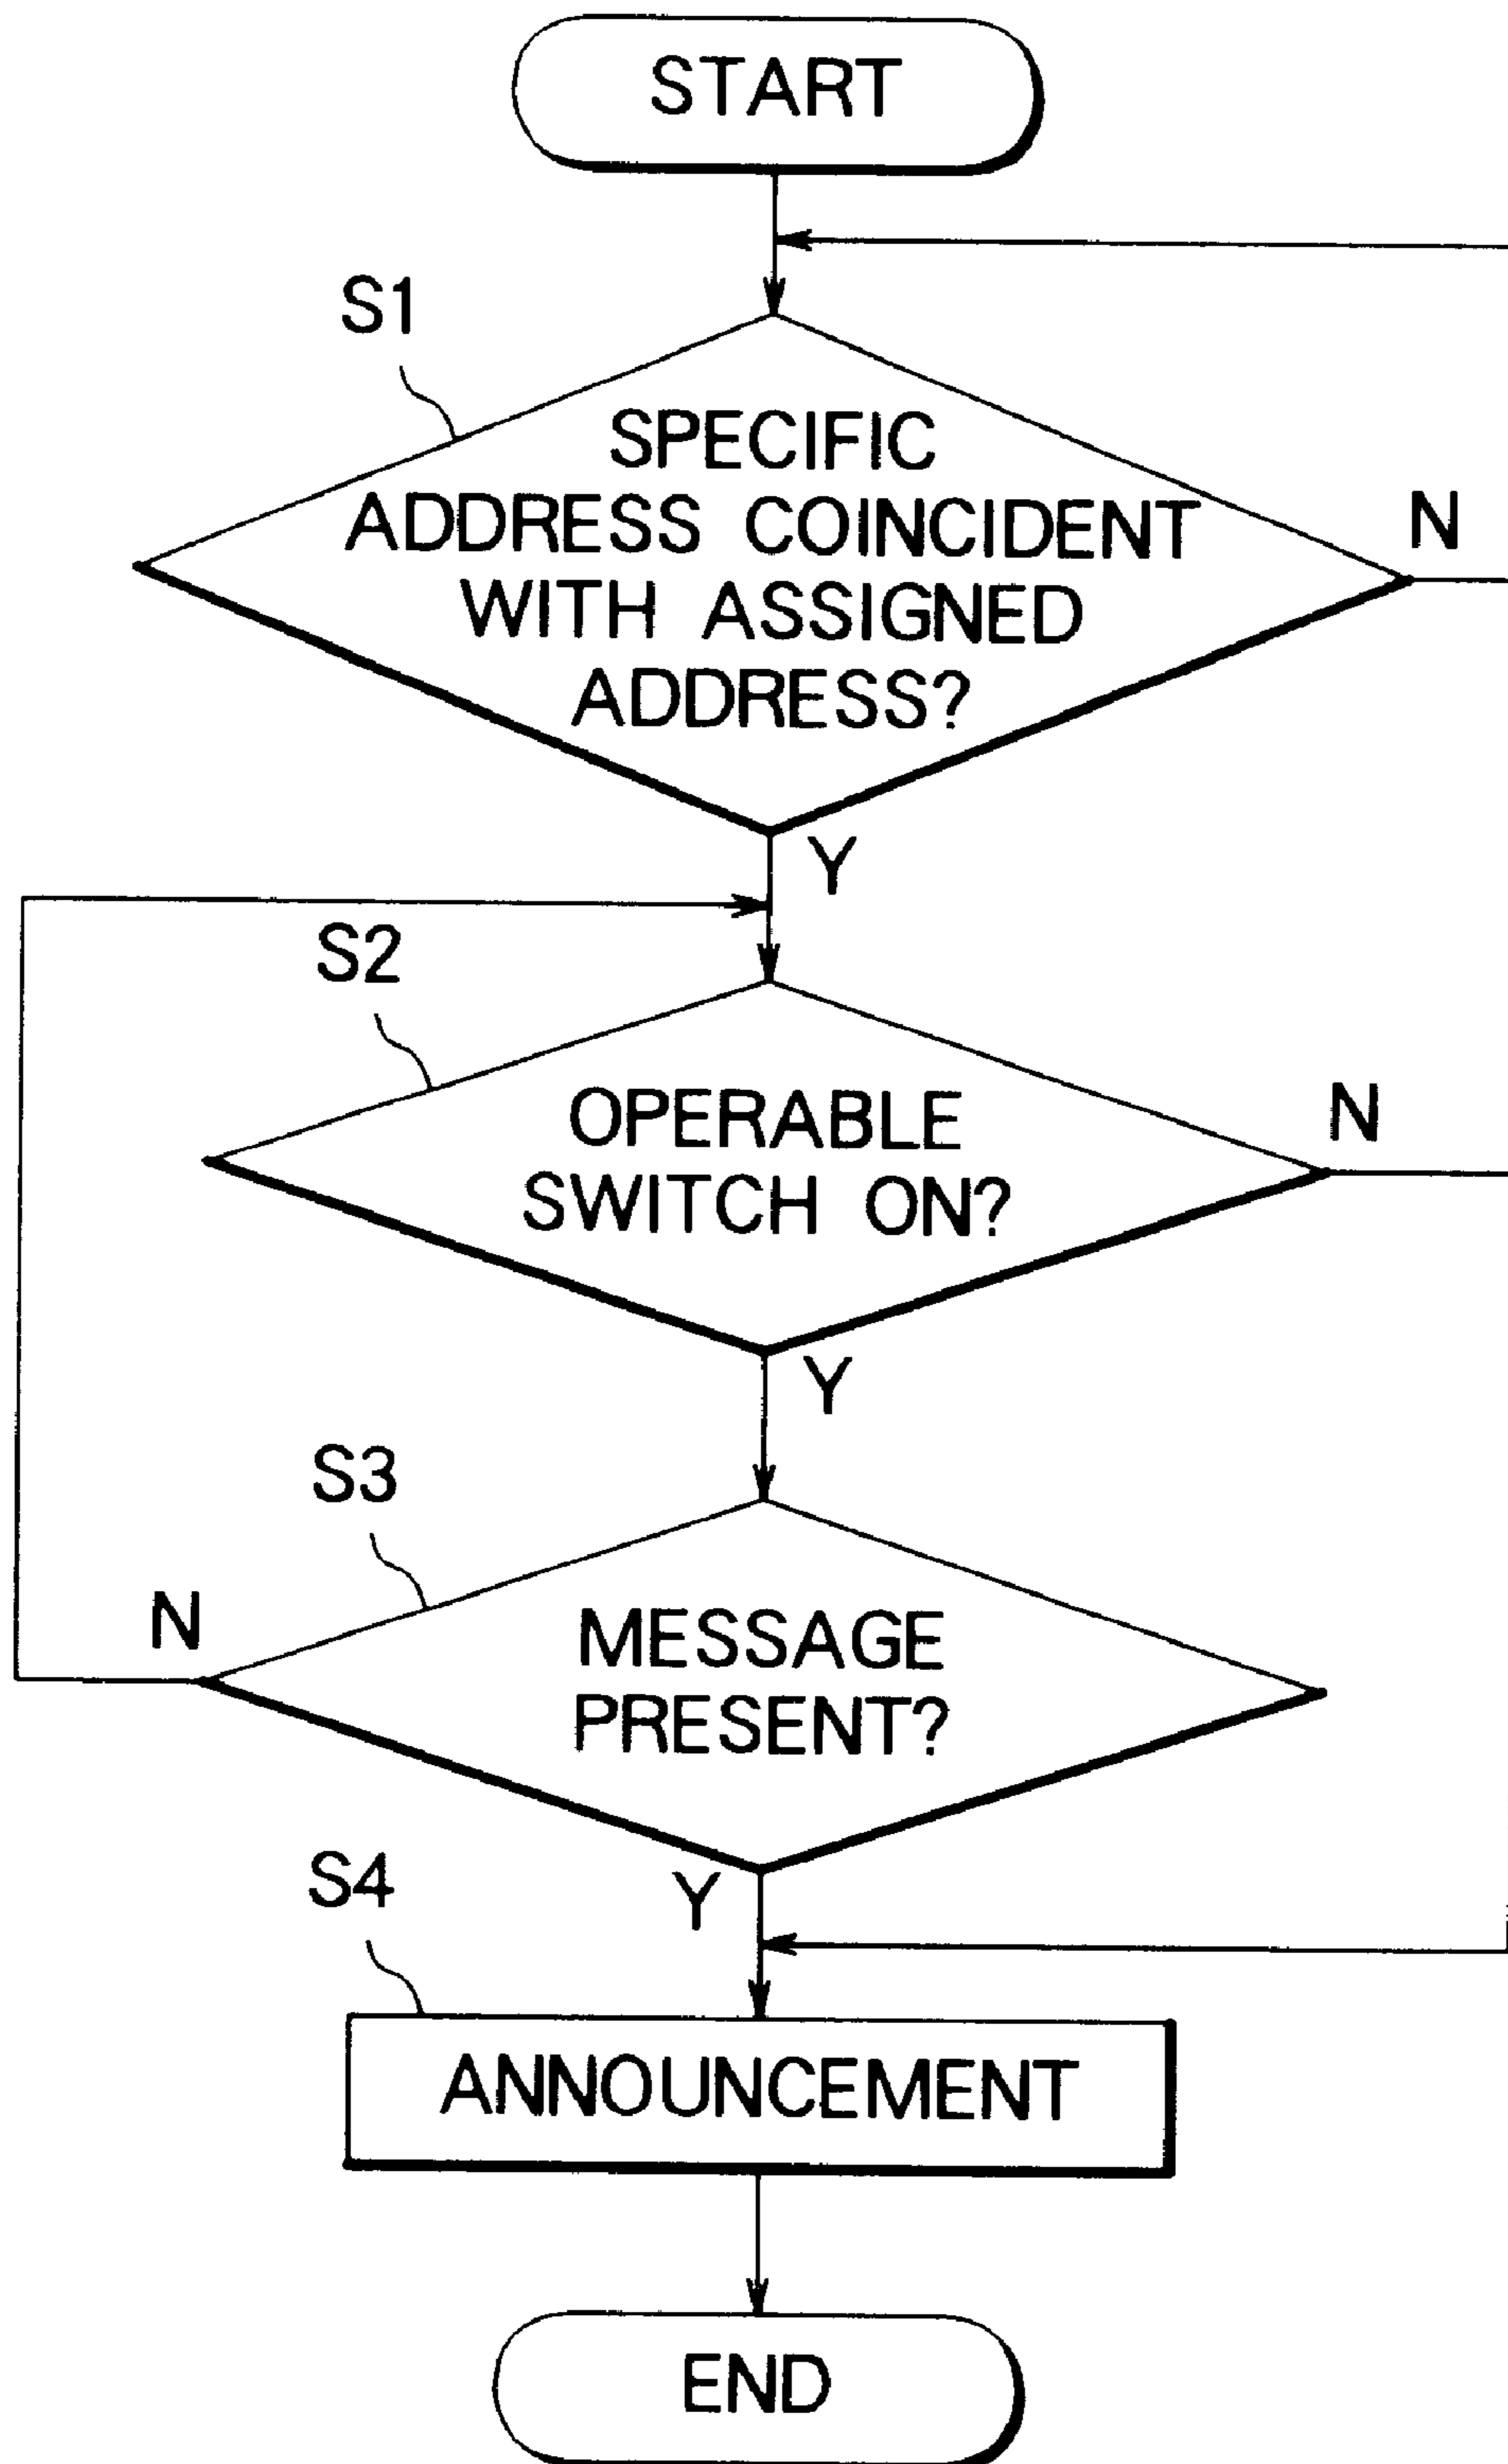 START
S1
SPECIFIC
ADDRESS COINCIDENT
WITH ASSIGNED
ADDRESS?
N
Y
S2
OPERABLE
SWITCH ON?
N
Y
S3
MESSAGE
PRESENT?
N
Y
S4
ANNOUNCEMENT
END